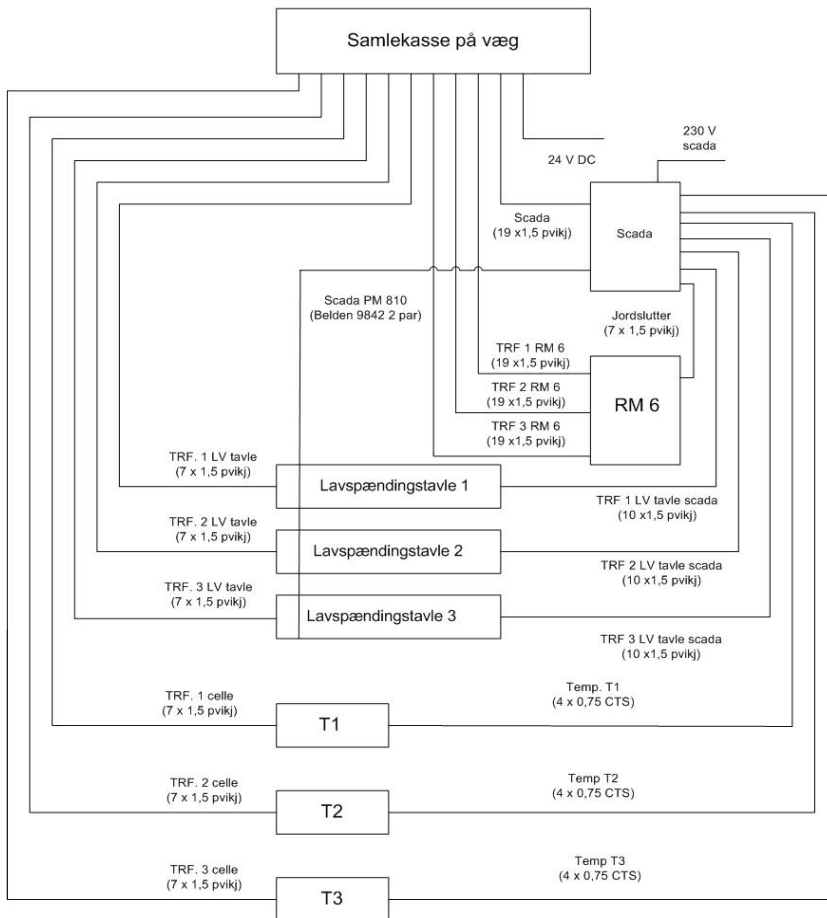 Samlekasse på væg
24 V DC
230 V
scada
Scada
(19 x1,5 pvikj)
Scada
Scada PM 810
(Belden 9842 2 par)
Jordslutter
(7 x 1,5 pvikj)
TRF 1 RM 6
(19 x1,5 pvikj)
TRF 2 RM 6
(19 x1,5 pvikj)
TRF 3 RM 6
(19 x1,5 pvikj)
RM 6
TRF. 1 LV tavle
(7 x 1,5 pvikj)
Lavspændingstavle 1
TRF 1 LV tavle scada
(10 x1,5 pvikj)
TRF. 2 LV tavle
(7 x 1,5 pvikj)
Lavspændingstavle 2
TRF 2 LV tavle scada
(10 x1,5 pvikj)
TRF. 3 LV tavle
(7 x 1,5 pvikj)
Lavspændingstavle 3
TRF 3 LV tavle scada
(10 x1,5 pvikj)
TRF. 1 celle
(7 x 1,5 pvikj)
T1
Temp. T1
(4 x 0,75 CTS)
TRF. 2 celle
(7 x 1,5 pvikj)
T2
Temp T2
(4 x 0,75 CTS)
TRF. 3 celle
(7 x 1,5 pvikj)
T3
Temp T3
(4 x 0,75 CTS)